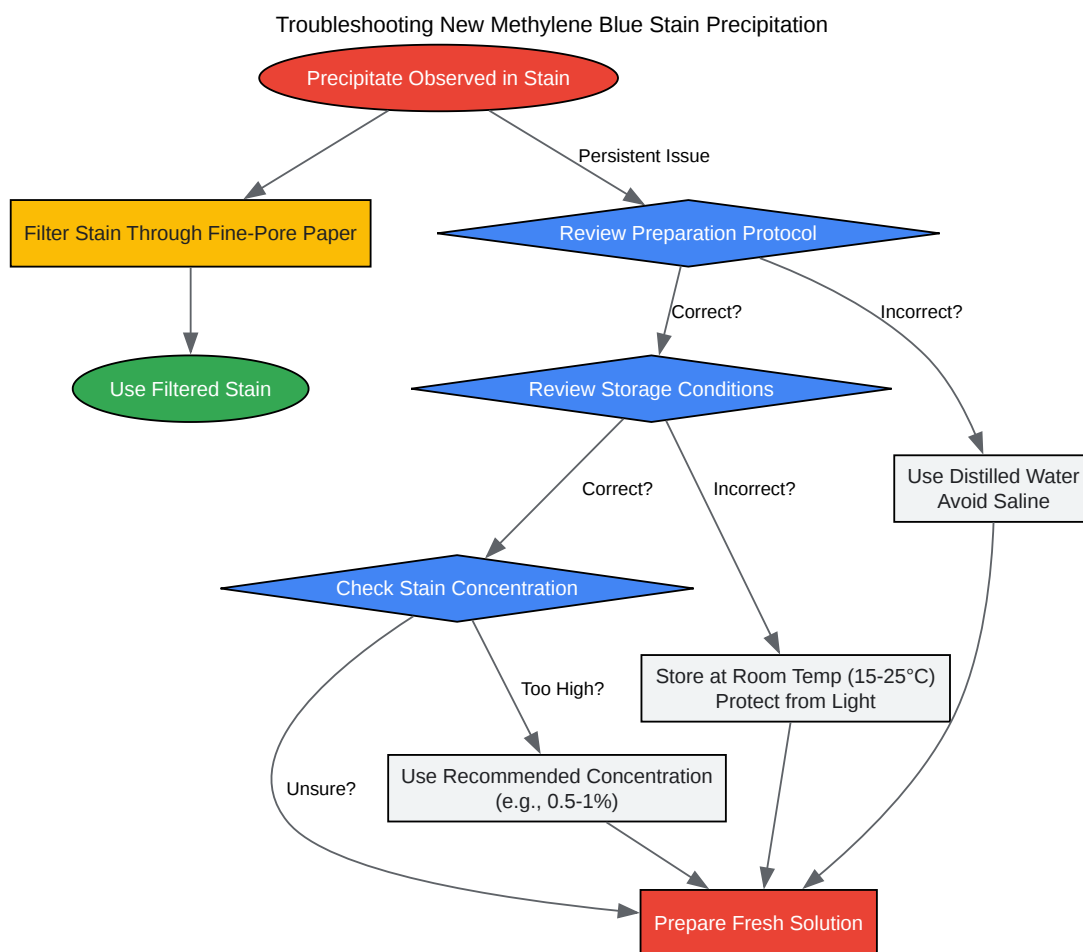 Troubleshooting New Methylene Blue Stain Precipitation
Precipitate Observed in Stain
Persistent Issue
Filter Stain Through Fine-Pore Paper
Review Preparation Protocol
Correct?
Incorrect?
Use Filtered Stain
Review Storage Conditions
Correct?
Incorrect?
Use Distilled Water
Avoid Saline
Check Stain Concentration
Too High?
Store at Room Temp (15-25°C)
Protect from Light
Unsure?
Use Recommended Concentration
(e.g., 0.5-1%)
Prepare Fresh Solution